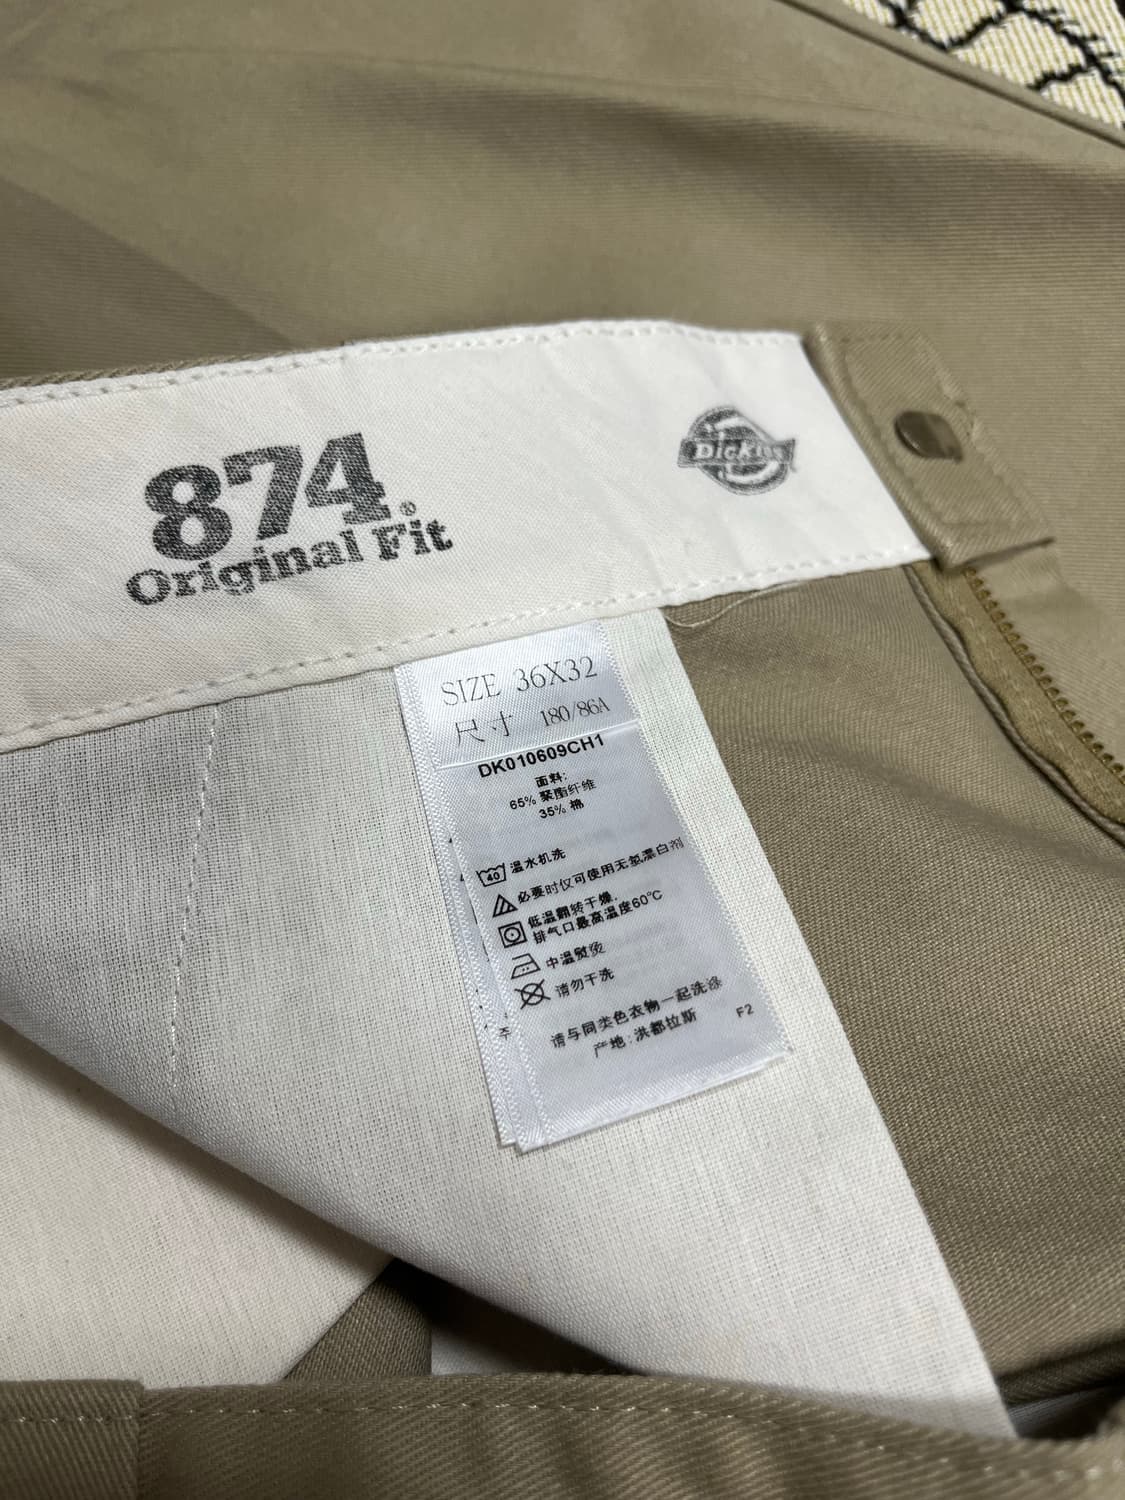 874®
Original Fit
Dickies
SIZE 36X32
尺寸 180/86A
DK010609CH1
面料:
65% 聚酯纤维
35% 棉
40 温水机洗
必要时仅可使用无氯漂白剂
低温翻转干燥,
排气口最高温度60℃
中温熨烫
请勿干洗
请与同类色衣物一起洗涤
产地:洪都拉斯
F2